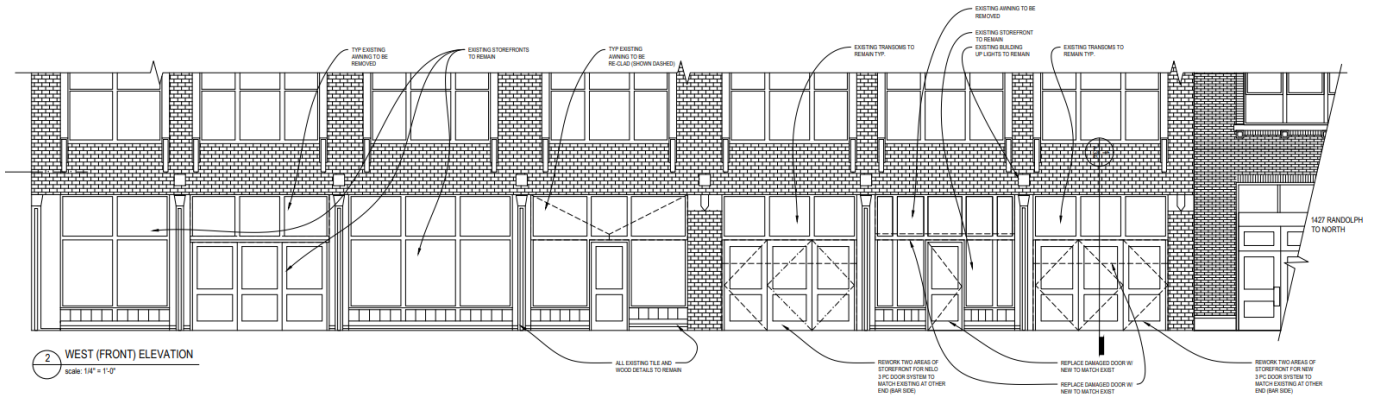 EXISTING AWNING TO BE
REMOVED
EXISTING STOREFRONT
TO REMAIN
EXISTING BUILDING
UP LIGHTS TO REMAIN
TYP EXISTING
AWNING TO BE
REMOVED
EXISTING STOREFRONTS
TO REMAIN
TYP EXISTING
AWNING TO BE
RE-CLAD (SHOWN DASHED)
EXISTING TRANSOMS TO
REMAIN TYP.
EXISTING TRANSOMS TO
REMAIN TYP.
1427 RANDOLPH
TO NORTH
2
WEST (FRONT) ELEVATION
scale: 1/4" = 1'-0"
ALL EXISTING TILE AND
WOOD DETAILS TO REMAIN
REWORK TWO AREAS OF
STOREFRONT FOR NELO
3 PC DOOR SYSTEM TO
MATCH EXISTING AT OTHER
END (BAR SIDE)
REPLACE DAMAGED DOOR W/
NEW TO MATCH EXIST
REPLACE DAMAGED DOOR W/
NEW TO MATCH EXIST
REWORK TWO AREAS OF
STOREFRONT FOR NEW
3 PC DOOR SYSTEM TO
MATCH EXISTING AT OTHER
END (BAR SIDE)